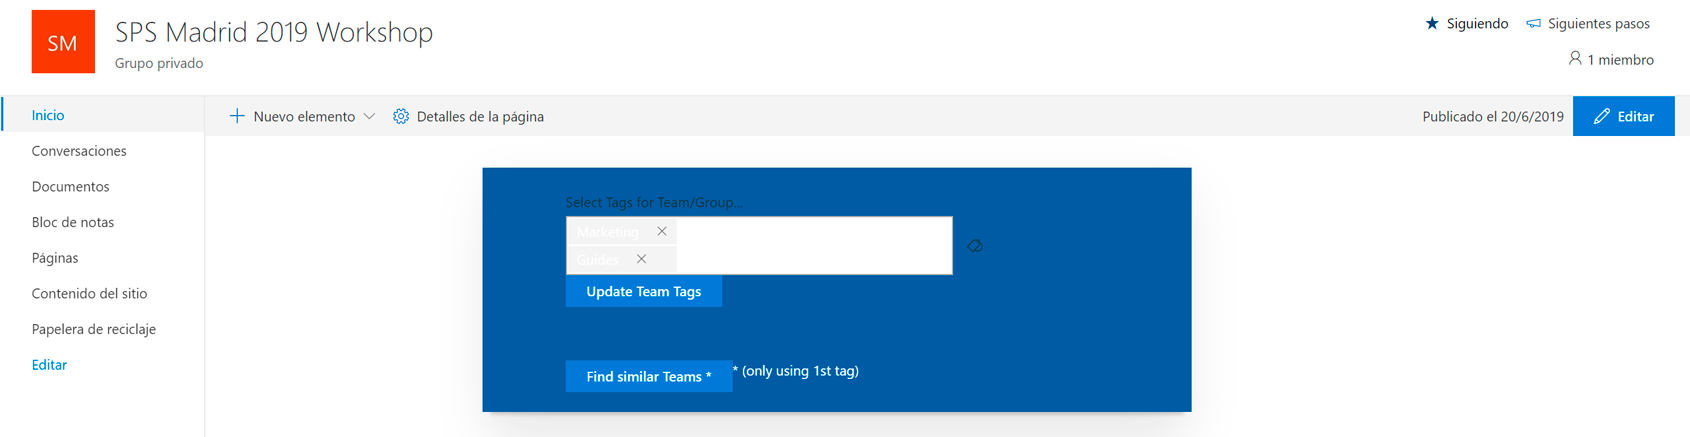 SM
SPS Madrid 2019 Workshop
Grupo privado
Siguiendo
Siguientes pasos
1 miembro
Inicio
Conversaciones
Documentos
Bloc de notas
Páginas
Contenido del sitio
Papelera de reciclaje
Editar
Nuevo elemento
Detalles de la página
Publicado el 20/6/2019
Editar
Select Tags for Team/Group...
Marketing
Guides
Update Team Tags
Find similar Teams *
* (only using 1st tag)